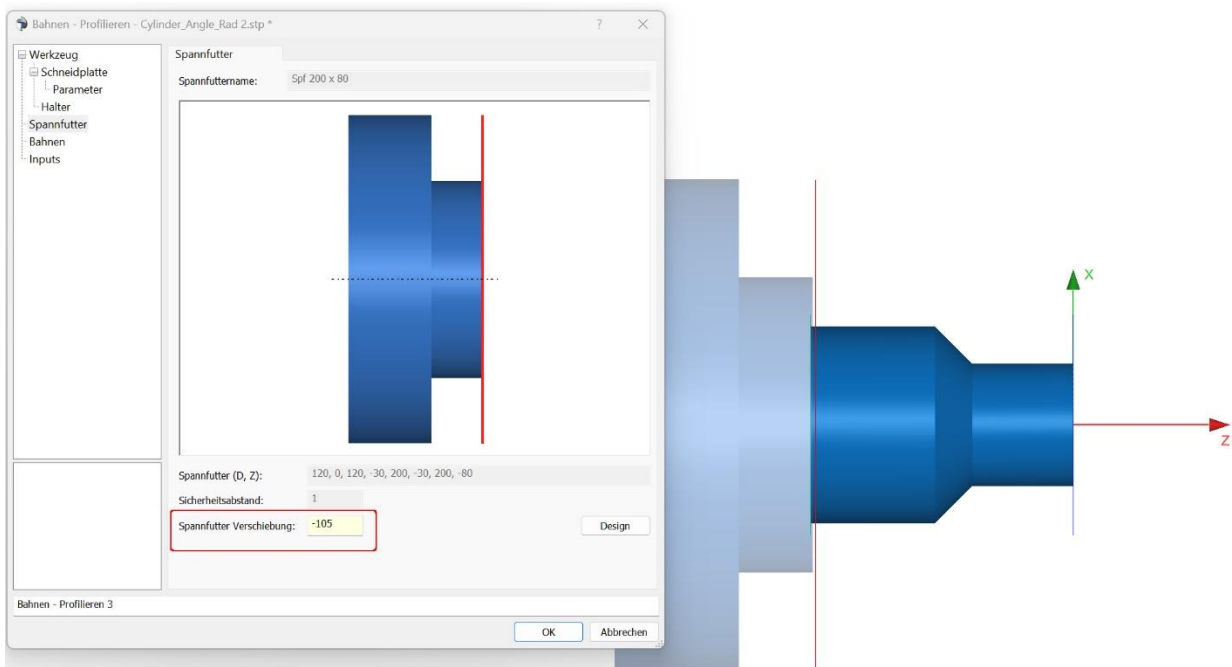 Bahnen - Profilieren - Cylinder_Angle_Rad 2.stp *
? ×
Werkzeug
Schneidplatte
Parameter
Halter
Spannfutter
Bahnen
Inputs
Spannfutter
Spannfuttername: Spf 200 x 80
Spannfutter (D, Z): 120, 0, 120, -30, 200, -30, 200, -80
Sicherheitsabstand: 1
Spannfutter Verschiebung: -105
Design
Bahnen - Profilieren 3
OK Abbrechen
X
Z